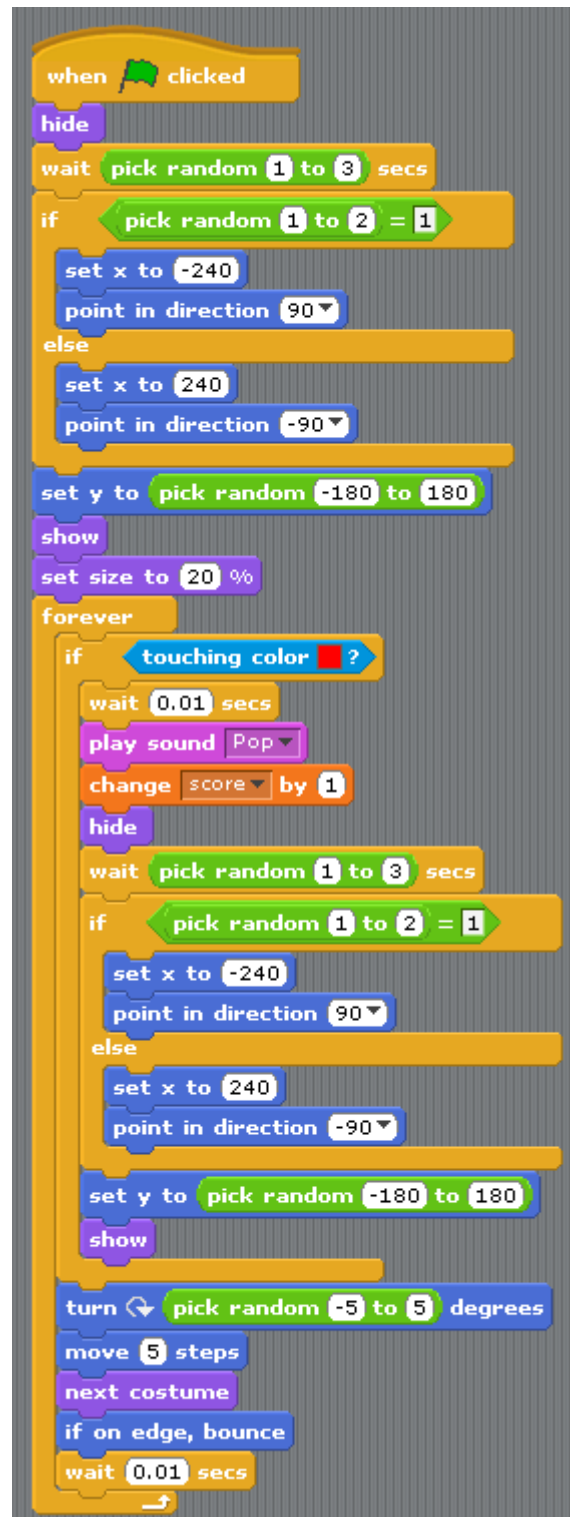 when clicked
hide
wait pick random 1 to 3 secs
if pick random 1 to 2 = 1
set x to -240
point in direction 90
else
set x to 240
point in direction -90
set y to pick random -180 to 180
show
set size to 20 %
forever
if touching color ?
wait 0.01 secs
play sound Pop
change score by 1
hide
wait pick random 1 to 3 secs
if pick random 1 to 2 = 1
set x to -240
point in direction 90
else
set x to 240
point in direction -90
set y to pick random -180 to 180
show
turn pick random -5 to 5 degrees
move 5 steps
next costume
if on edge, bounce
wait 0.01 secs